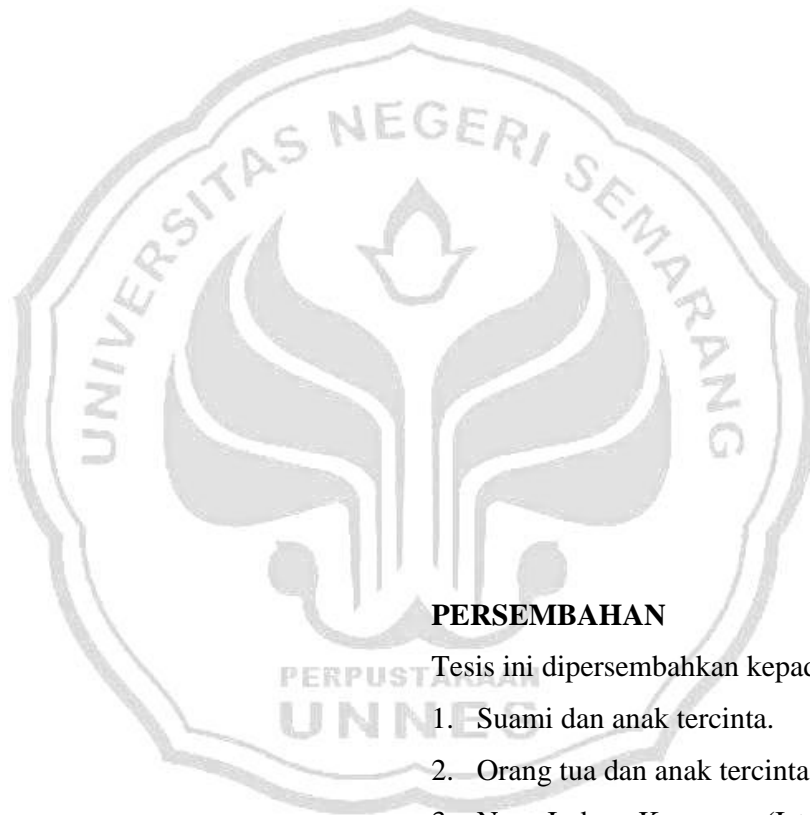 UNIVERSITAS NEGERI SEMARANG
PERSEMBAHAN
Tesis ini dipersembahkan kepad
PERPUSTAKAAN
UNNES
1. Suami dan anak tercinta.
2. Orang tua dan anak tercinta